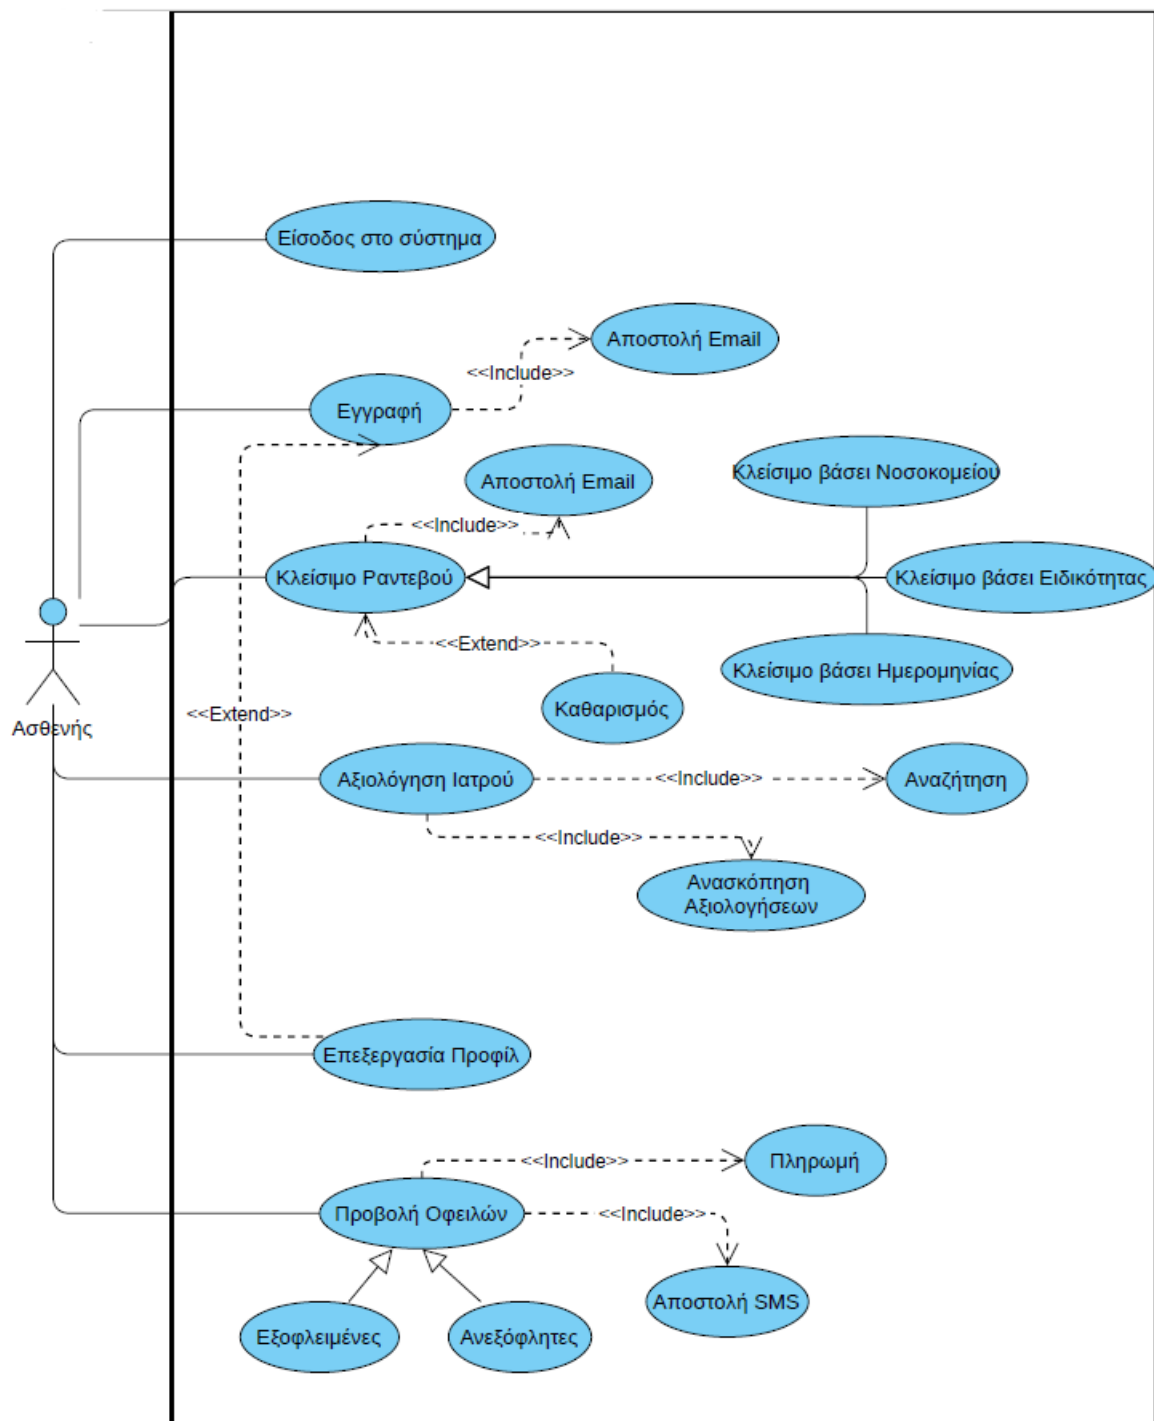 Είσοδος στο σύστημα
Αποστολή Email
<<Include>>
Εγγραφή
Αποστολή Email
Κλείσιμο βάσει Νοσοκομείου
<<Include>>
Κλείσιμο Ραντεβού
Κλείσιμο βάσει Ειδικότητας
<<Extend>>
Κλείσιμο βάσει Ημερομηνίας
Καθαρισμός
<<Extend>>
Ασθενής
Αξιολόγηση Ιατρού
<<Include>>
Αναζήτηση
<<Include>>
Ανασκόπηση
Αξιολογήσεων
Επεξεργασία Προφίλ
<<Include>>
Πληρωμή
Προβολή Οφειλών
<<Include>>
Αποστολή SMS
Εξοφλειμένες
Ανεξόφλητες